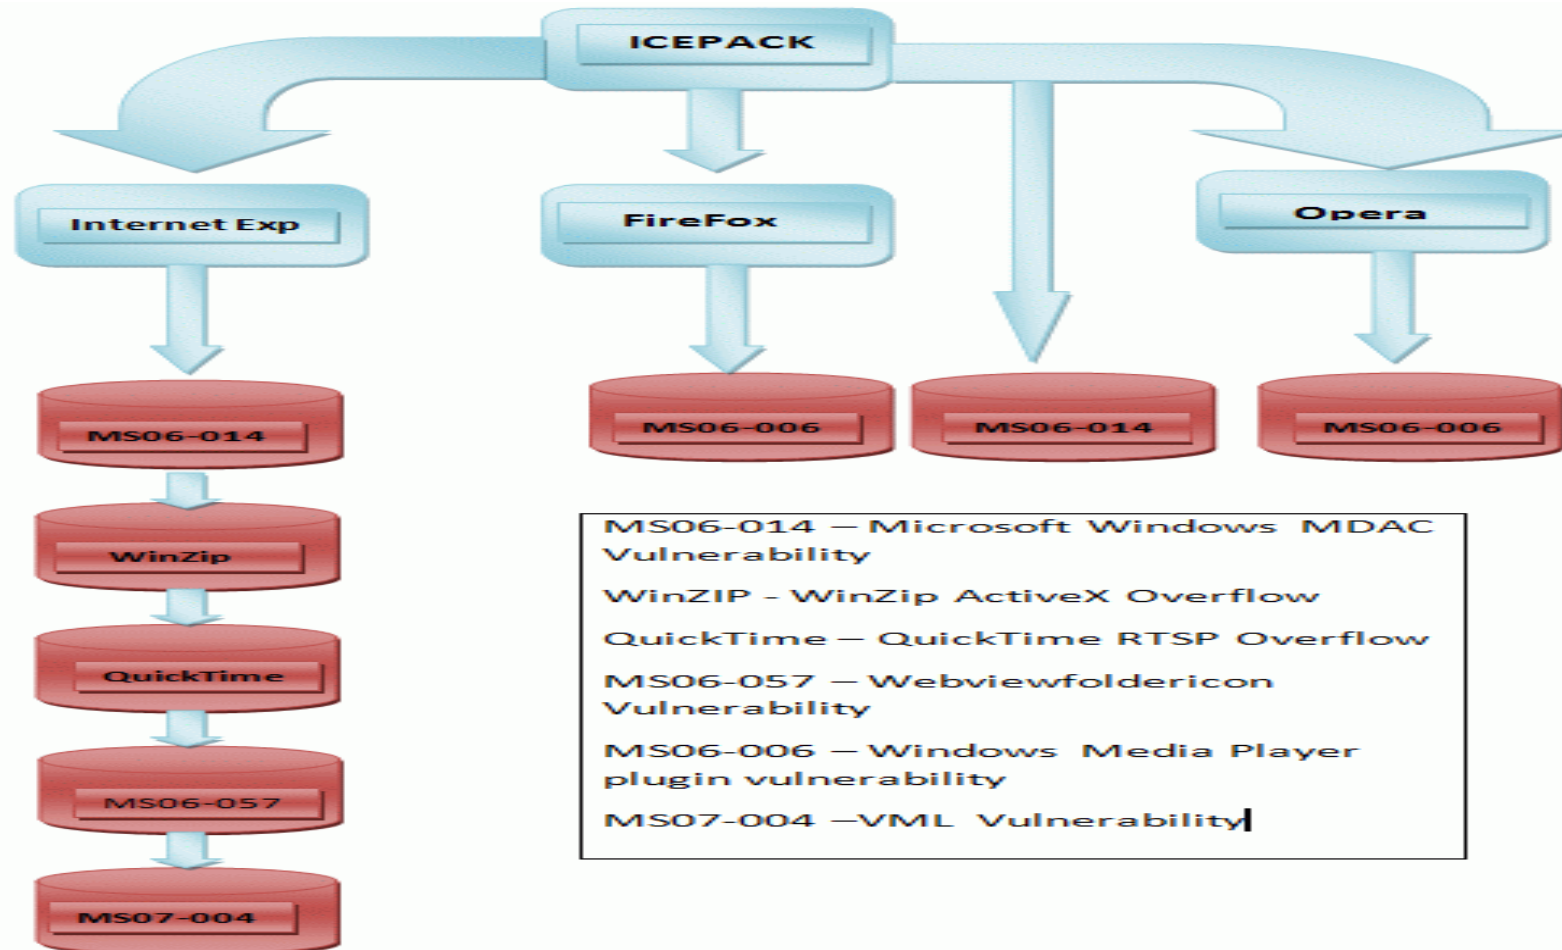 ICEPACK
Internet Exp
FireFox
Opera
MS06-014
MS06-006
MS06-014
MS06-006
WinZip
QuickTime
MS06-057
MS07-004
MS06-014 – Microsoft Windows MDAC
Vulnerability
WinZIP - WinZip ActiveX Overflow
QuickTime – QuickTime RTSP Overflow
MS06-057 – Webviewfoldericon
Vulnerability
MS06-006 – Windows Media Player
plugin vulnerability
MS07-004 –VML Vulnerability